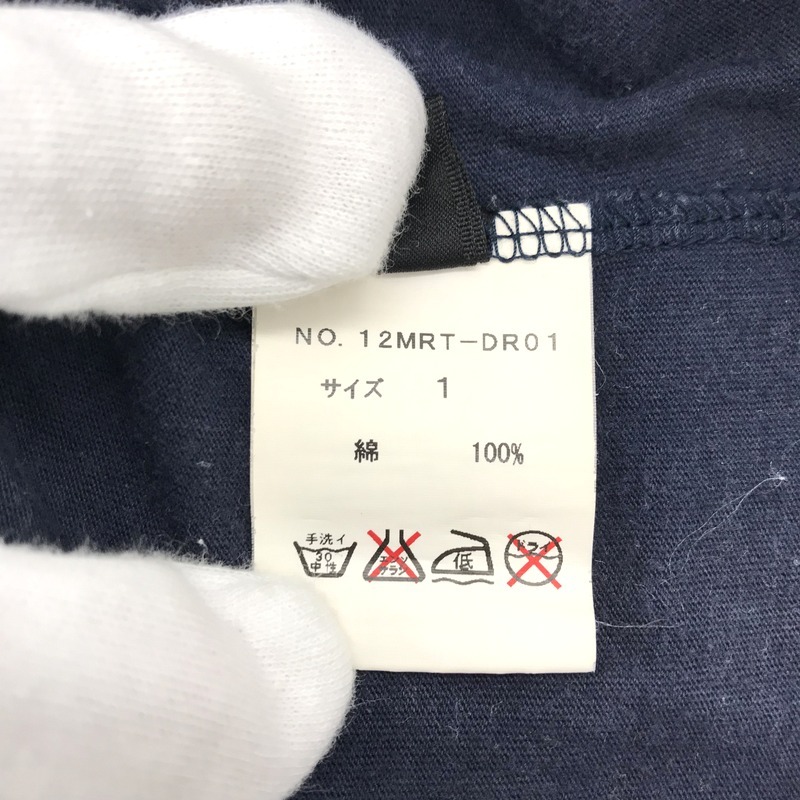 NO. 12MRT-DR01
サイズ 1
綿 100%
手洗イ
30
中性
エンソ
サラシ
低
ドライ